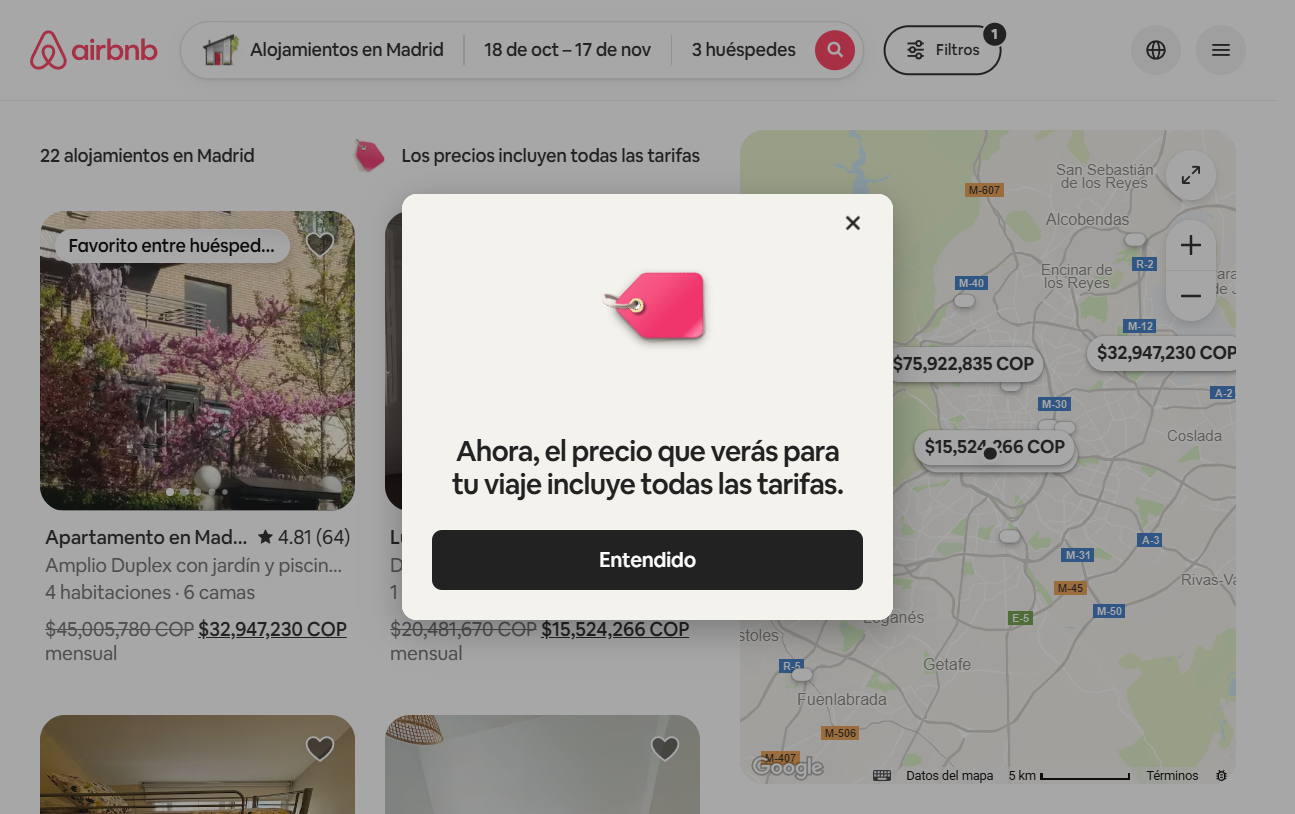 airbnb
Alojamientos en Madrid
18 de oct – 17 de nov
3 huéspedes
Filtros
1
22 alojamientos en Madrid
Los precios incluyen todas las tarifas
Favorito entre huésped...
Ahora, el precio que verás para
tu viaje incluye todas las tarifas.
Entendido
Apartamento en Mad...
4.81 (64)
Amplio Duplex con jardín y piscin...
4 habitaciones · 6 camas
$45,005,780 COP $32,947,230 COP
mensual
$20,481,670 COP $15,524,266 COP
mensual
M-607
San Sebastián
de los Reyes
Alcobendas
R-2
Encinar de
los Reyes
M-40
M-12
$75,922,835 COP
$32,947,230 COP
A-2
M-30
Coslada
$15,524,266 COP
A-3
M-31
M-45
M-50
E-5
R-5
Getafe
Fuenlabrada
M-506
M-407
Google
Datos del mapa
5 km
Términos